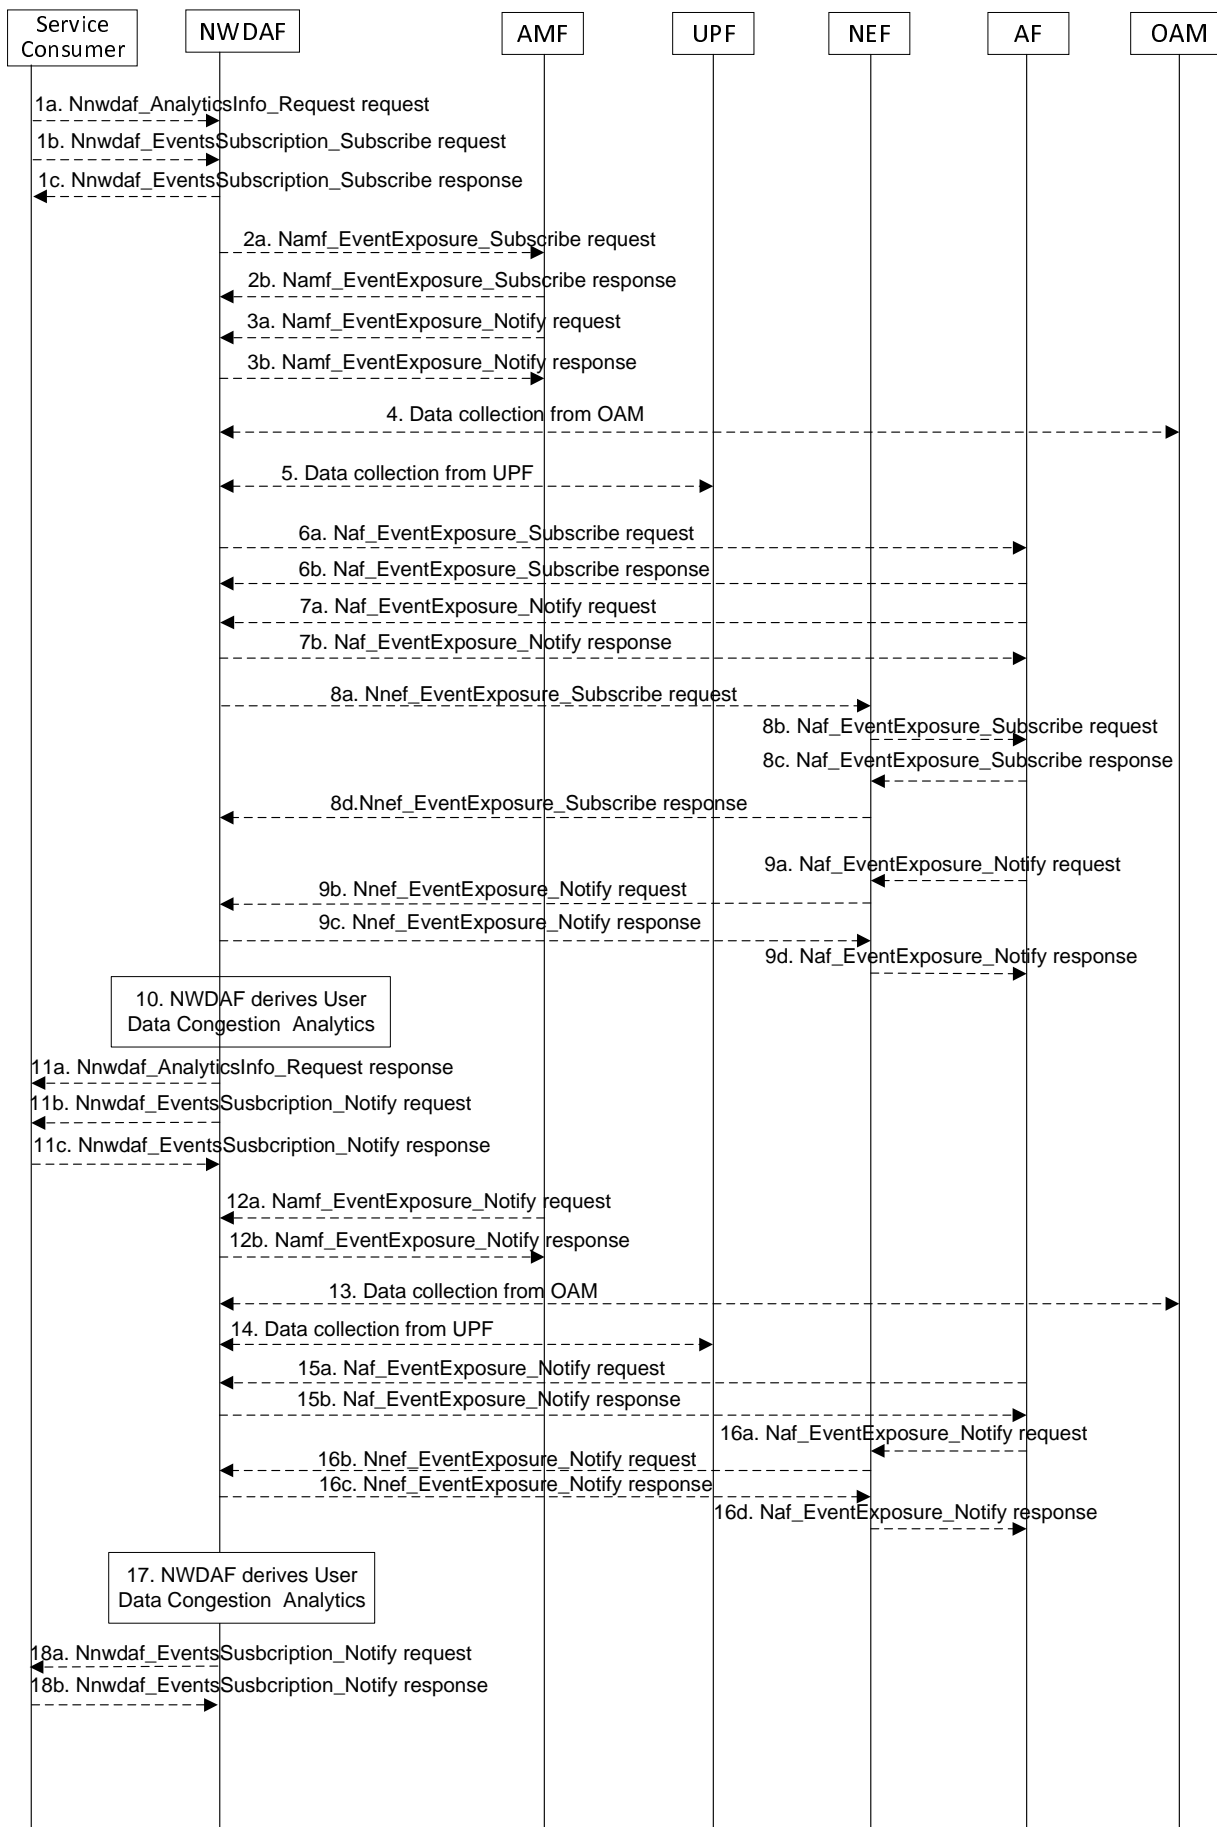 Service
Consumer
NWDAF
AMF
UPF
NEF
AF
OAM
1a. Nnwdaf_AnalyticsInfo_Request request
1b. Nnwdaf_EventsSubscription_Subscribe request
1c. Nnwdaf_EventsSubscription_Subscribe response
2a. Namf_EventExposure_Subscribe request
2b. Namf_EventExposure_Subscribe response
3a. Namf_EventExposure_Notify request
3b. Namf_EventExposure_Notify response
4. Data collection from OAM
5. Data collection from UPF
6a. Naf_EventExposure_Subscribe request
6b. Naf_EventExposure_Subscribe response
7a. Naf_EventExposure_Notify request
7b. Naf_EventExposure_Notify response
8a. Nnef_EventExposure_Subscribe request
8b. Naf_EventExposure_Subscribe request
8c. Naf_EventExposure_Subscribe response
8d.Nnef_EventExposure_Subscribe response
9a. Naf_EventExposure_Notify request
9b. Nnef_EventExposure_Notify request
9c. Nnef_EventExposure_Notify response
9d. Naf_EventExposure_Notify response
10. NWDAF derives User
Data Congestion Analytics
11a. Nnwdaf_AnalyticsInfo_Request response
11b. Nnwdaf_EventsSusbcription_Notify request
11c. Nnwdaf_EventsSusbcription_Notify response
12a. Namf_EventExposure_Notify request
12b. Namf_EventExposure_Notify response
13. Data collection from OAM
14. Data collection from UPF
15a. Naf_EventExposure_Notify request
15b. Naf_EventExposure_Notify response
16a. Naf_EventExposure_Notify request
16b. Nnef_EventExposure_Notify request
16c. Nnef_EventExposure_Notify response
16d. Naf_EventExposure_Notify response
17. NWDAF derives User
Data Congestion Analytics
18a. Nnwdaf_EventsSusbcription_Notify request
18b. Nnwdaf_EventsSusbcription_Notify response